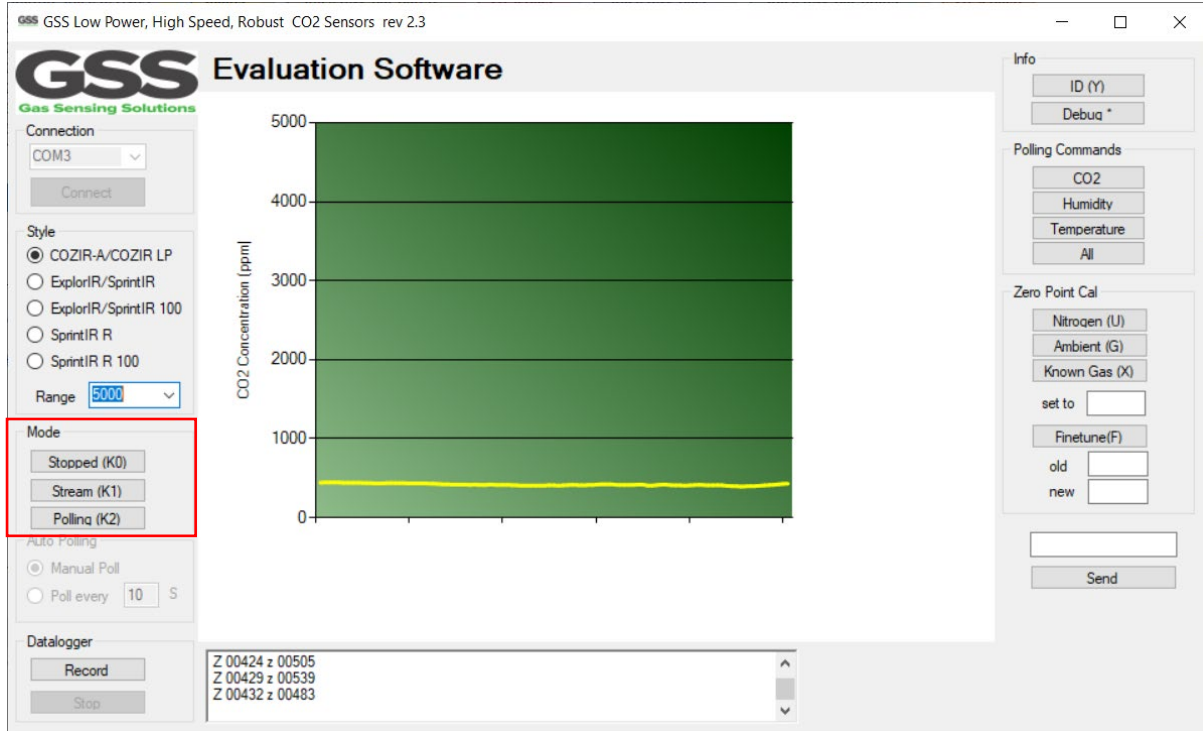 GSS GSS Low Power, High Speed, Robust CO2 Sensors rev 2.3
GSS
Gas Sensing Solutions
Evaluation Software
Connection
COM3
Connect
Style
COZIR-A/COZIR LP
ExplorIR/SprintIR
ExplorIR/SprintIR 100
SprintIR R
SprintIR R 100
Range 5000
Mode
Stopped (K0)
Stream (K1)
Polling (K2)
Auto Polling
Manual Poll
Poll every 10 S
Datalogger
Record
Stop
CO2 Concentration (ppm)
5000
4000
3000
2000
1000
0
Z 00424 z 00505
Z 00429 z 00539
Z 00432 z 00483
Info
ID (Y)
Debug *
Polling Commands
CO2
Humidity
Temperature
All
Zero Point Cal
Nitrogen (U)
Ambient (G)
Known Gas (X)
set to
Finetune(F)
old
new
Send